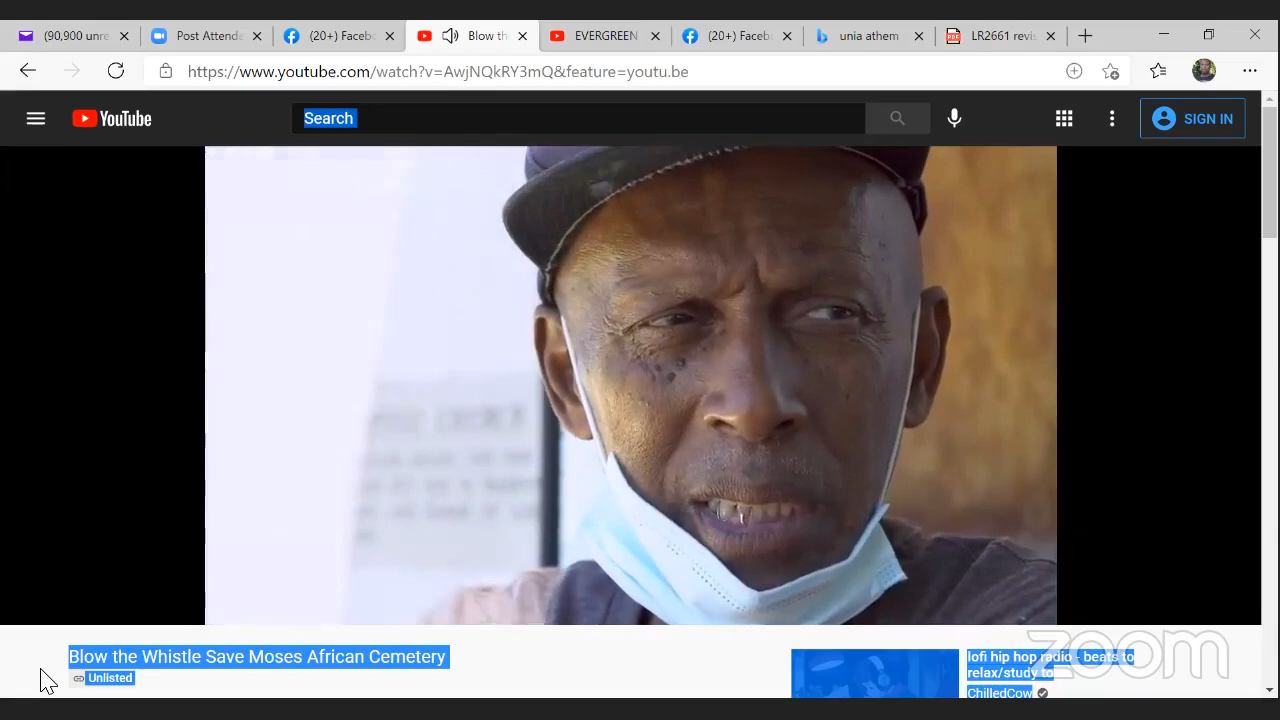 (90,900 unre
Post Attenda
(20+) Facebo
Blow th
EVERGREEN
(20+) Facebo
unia athem
PDF
LR2661 revis
https://www.youtube.com/watch?v=AwjNQkRY3mQ&feature=youtu.be
YouTube
Search
SIGN IN
Blow the Whistle Save Moses African Cemetery
Unlisted
lofi hip hop radio - beats to
relax/study to
ChilledCow
zoom